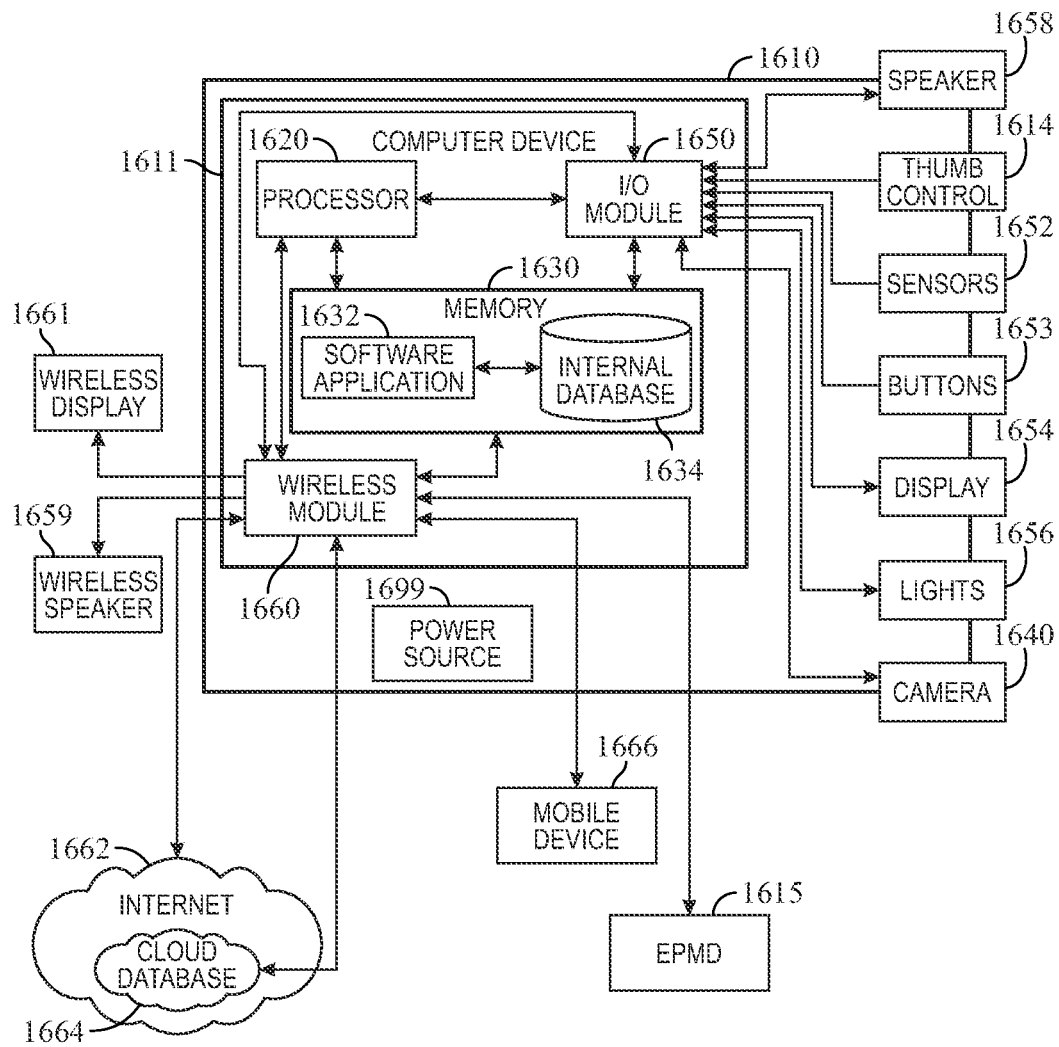 1658
1610
SPEAKER
1620
COMPUTER DEVICE
1650
1614
1611
PROCESSOR
I/O
MODULE
THUMB
CONTROL
1652
1630
SENSORS
MEMORY
1661
1632
1653
WIRELESS
DISPLAY
SOFTWARE
APPLICATION
INTERNAL
DATABASE
BUTTONS
1654
1634
WIRELESS
MODULE
DISPLAY
1659
1656
WIRELESS
SPEAKER
1660
1699
LIGHTS
POWER
SOURCE
1640
CAMERA
1666
MOBILE
DEVICE
1662
INTERNET
1615
CLOUD
DATABASE
EPMD
1664